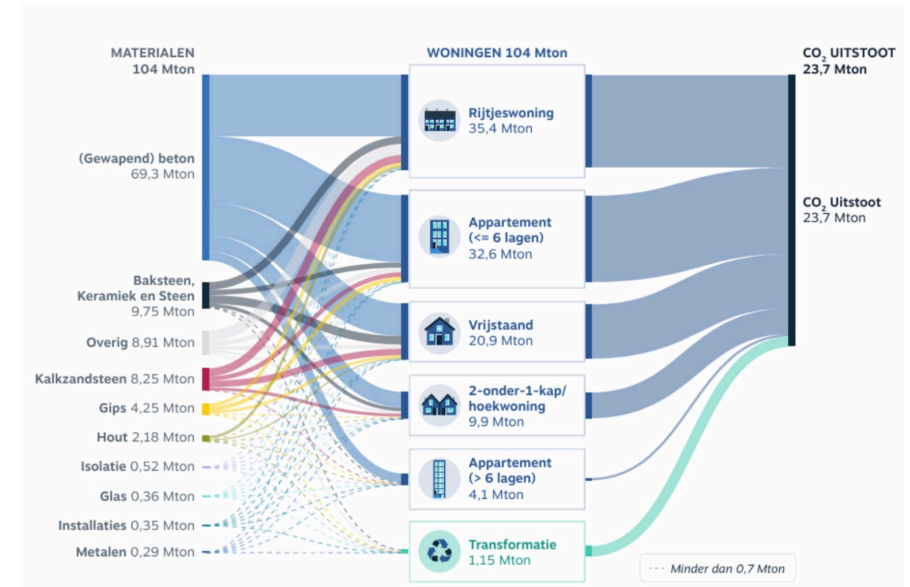 MATERIALEN
104 Mton
(Gewapend) beton
69,3 Mton
Baksteen,
Keramiek en Steen
9,75 Mton
Overig 8,91 Mton
Kalkzandsteen 8,25 Mton
Gips 4,25 Mton
Hout 2,18 Mton
Isolatie 0,52 Mton
Glas 0,36 Mton
Installaties 0,35 Mton
Metalen 0,29 Mton
WONINGEN 104 Mton
Rijtjeswoning
35,4 Mton
Appartement
(<= 6 lagen)
32,6 Mton
Vrijstaand
20,9 Mton
2-onder-1-kap/
hoekwoning
9,9 Mton
Appartement
(> 6 lagen)
4,1 Mton
Transformatie
1,15 Mton
CO₂ UITSTOOT
23,7 Mton
CO₂ Uitstoot
23,7 Mton
Minder dan 0,7 Mton